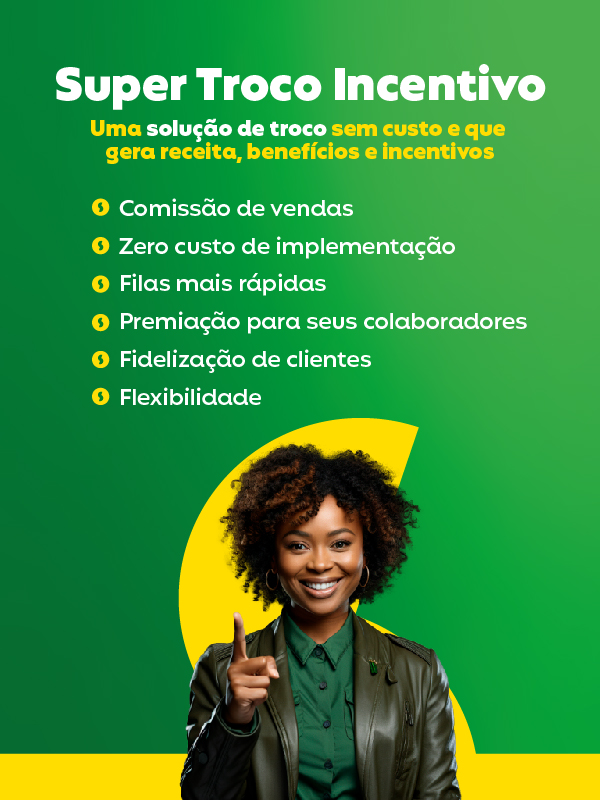 Super Troco Incentivo
Uma solução de troco sem custo e que
gera receita, benefícios e incentivos
Comissão de vendas
Zero custo de implementação
Filas mais rápidas
Premiação para seus colaboradores
Fidelização de clientes
Flexibilidade